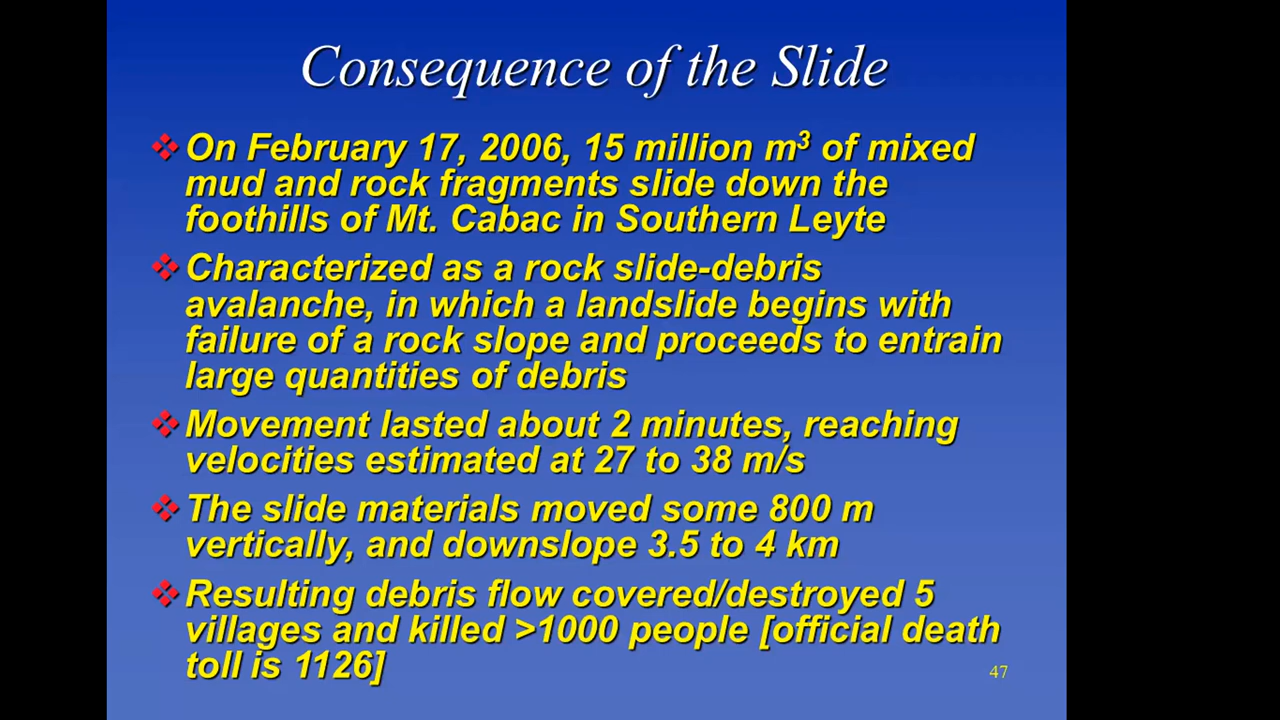 Consequence of the Slide
On February 17, 2006, 15 million m³ of mixed
mud and rock fragments slide down the
foothills of Mt. Cabac in Southern Leyte
Characterized as a rock slide-debris
avalanche, in which a landslide begins with
failure of a rock slope and proceeds to entrain
large quantities of debris
Movement lasted about 2 minutes, reaching
velocities estimated at 27 to 38 m/s
The slide materials moved some 800 m
vertically, and downslope 3.5 to 4 km
Resulting debris flow covered/destroyed 5
villages and killed >1000 people [official death
toll is 1126]
47